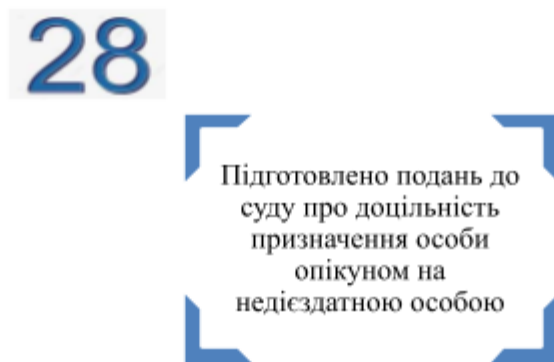 28
Підготовлено подань до
суду про доцільність
призначення особи
опікуном на
недієздатною особою